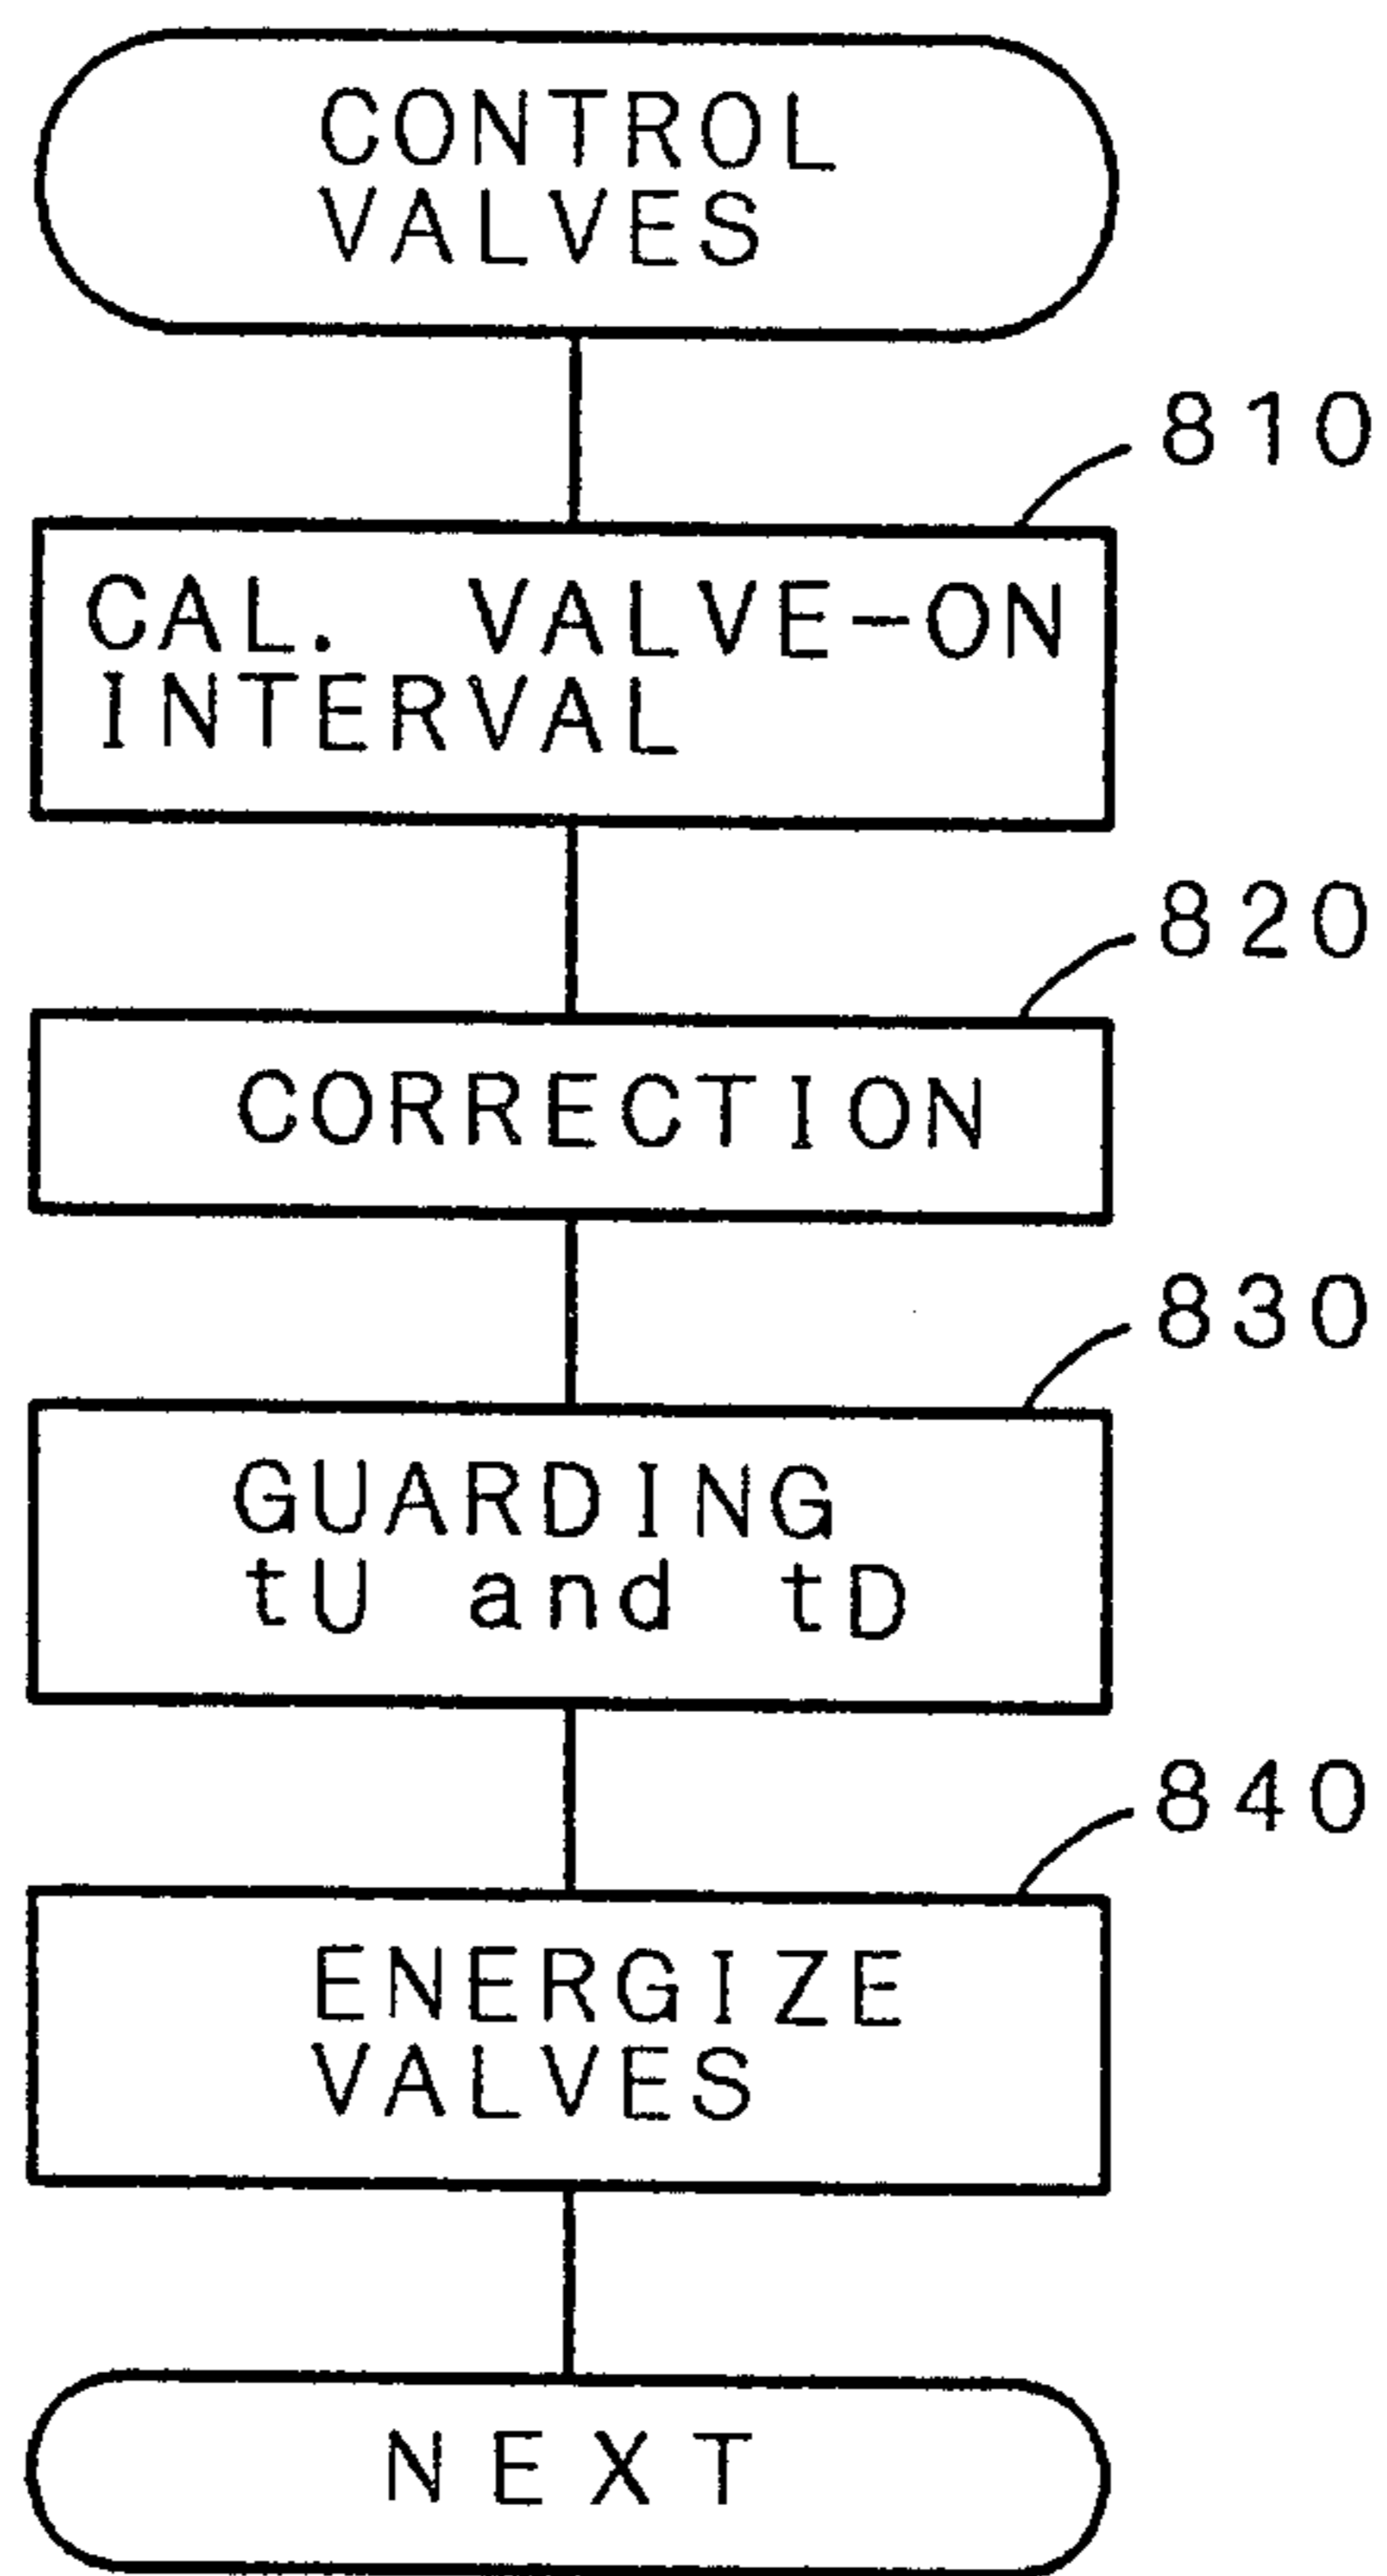 CONTROL
VALVES
810
CAL. VALVE-ON
INTERVAL
820
CORRECTION
830
GUARDING
tU and tD
840
ENERGIZE
VALVES
NEXT